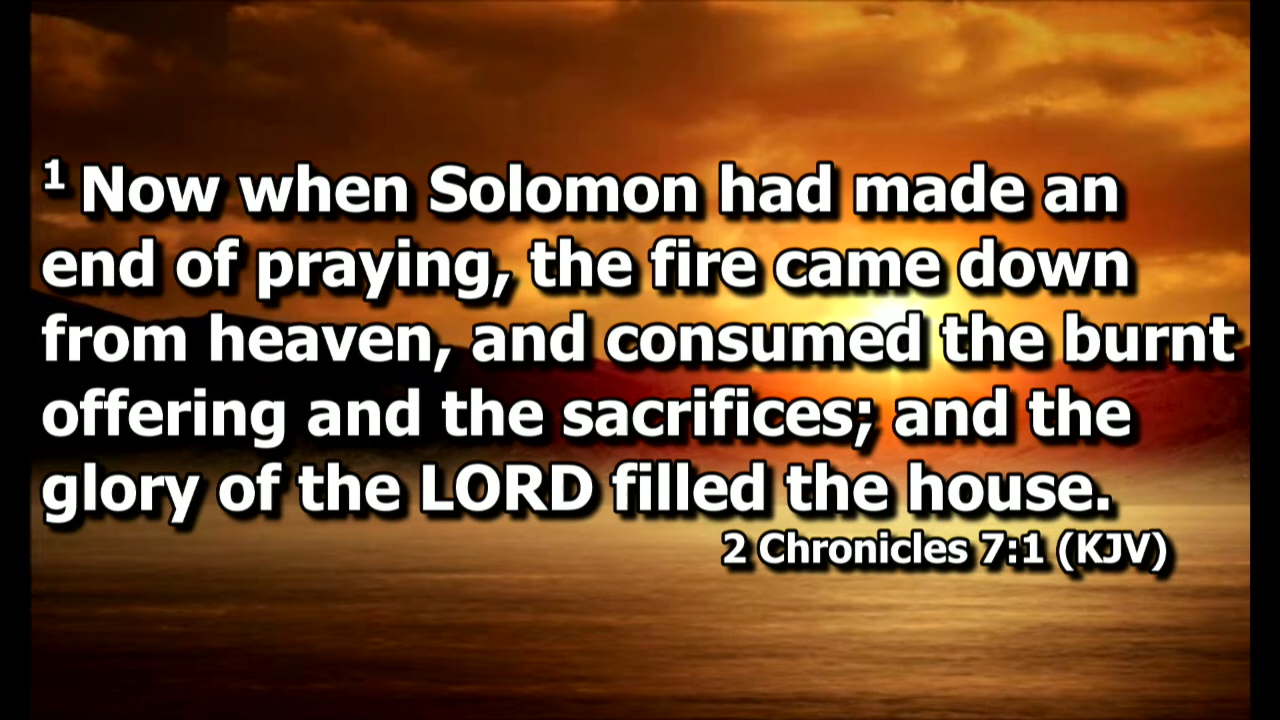 1 Now when Solomon had made an
end of praying, the fire came down
from heaven, and consumed the burnt
offering and the sacrifices; and the
glory of the LORD filled the house.
2 Chronicles 7:1 (KJV)